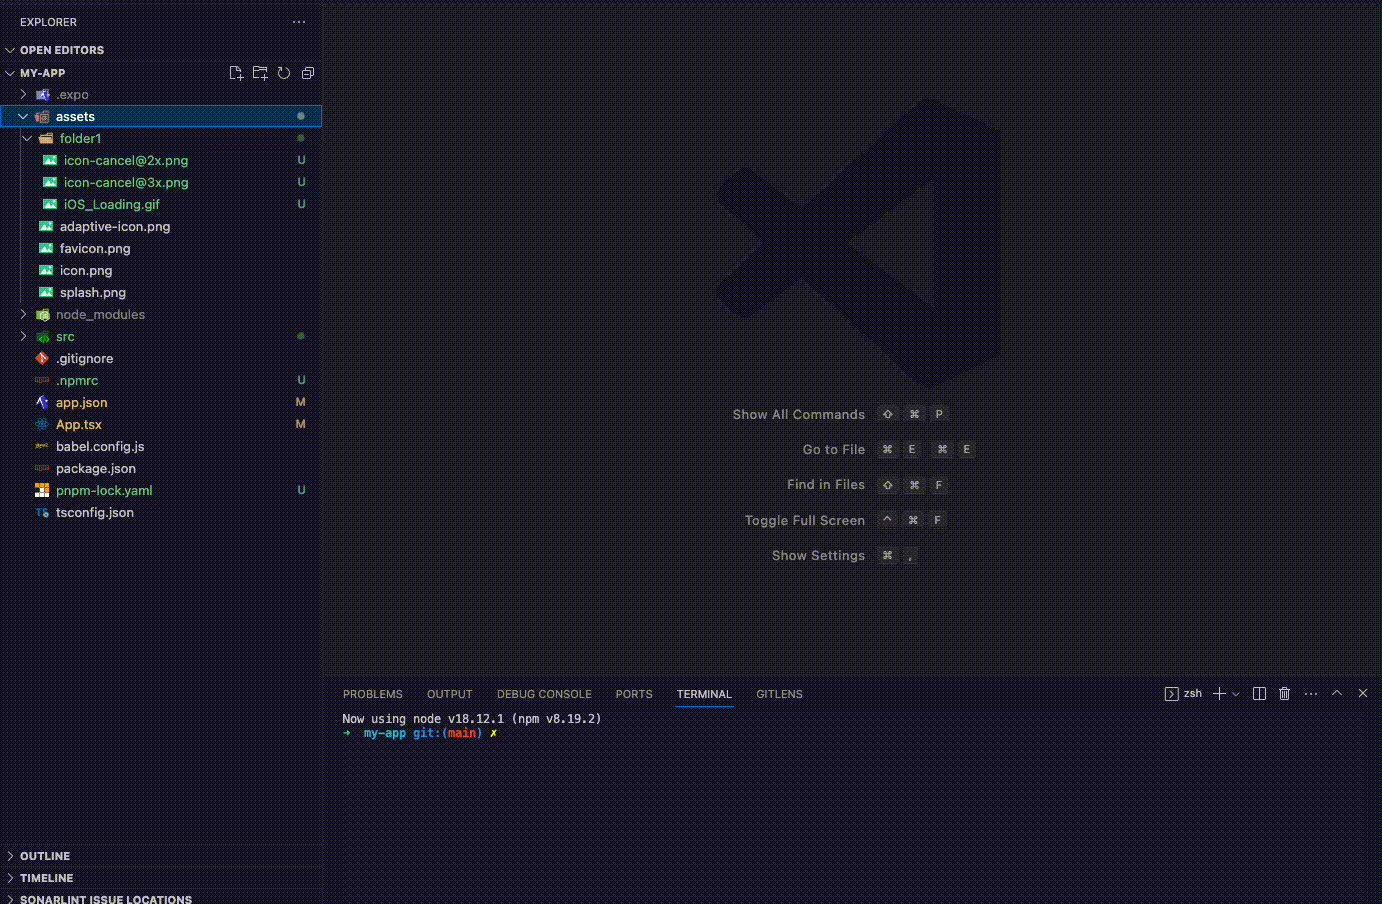 EXPLORER
OPEN EDITORS
MY-APP
.expo
assets
folder1
icon-cancel@2x.png U
icon-cancel@3x.png U
iOS_Loading.gif U
adaptive-icon.png
favicon.png
icon.png
splash.png
node_modules
src
.gitignore
.npmrc U
app.json M
App.tsx M
babel.config.js
package.json
pnpm-lock.yaml U
tsconfig.json
OUTLINE
TIMELINE
SONARLINT ISSUE LOCATIONS
Show All Commands ⇧ ⌘ P
Go to File ⌘ E ⌘ E
Find in Files ⇧ ⌘ F
Toggle Full Screen ^ ⌘ F
Show Settings ⌘ ,
PROBLEMS OUTPUT DEBUG CONSOLE PORTS TERMINAL GITLENS zsh
Now using node v18.12.1 (npm v8.19.2)
➜ my-app git:(main) ✗